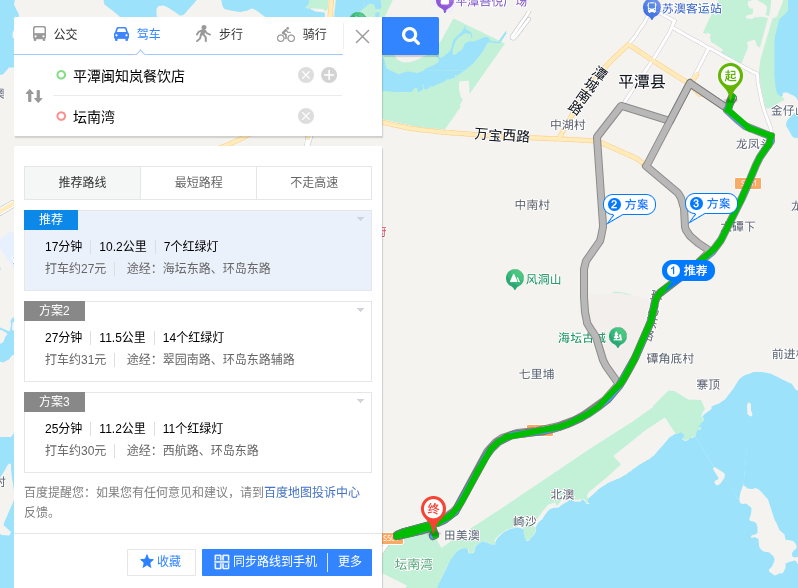 公交
驾车
步行
骑行
平潭闽知岚餐饮店
坛南湾
推荐路线
最短路程
不走高速
推荐
17分钟 10.2公里 7个红绿灯
打车约27元 途经：海坛东路、环岛东路
方案2
27分钟 11.5公里 14个红绿灯
打车约31元 途经：翠园南路、环岛东路辅路
方案3
25分钟 11.2公里 11个红绿灯
打车约30元 途经：西航路、环岛东路
百度提醒您：如果您有任何意见和建议，请到百度地图投诉中心
反馈。
收藏
同步路线到手机
更多
平潭吾悦广场
苏澳客运站
潭城南路
平潭县
起
中湖村
万宝西路
龙凤头
中南村
2 方案
3 方案
1 推荐
风洞山
海坛古城
磹角底村
前进村
七里埔
寨顶
北澳
崎沙
终
田美澳
坛南湾